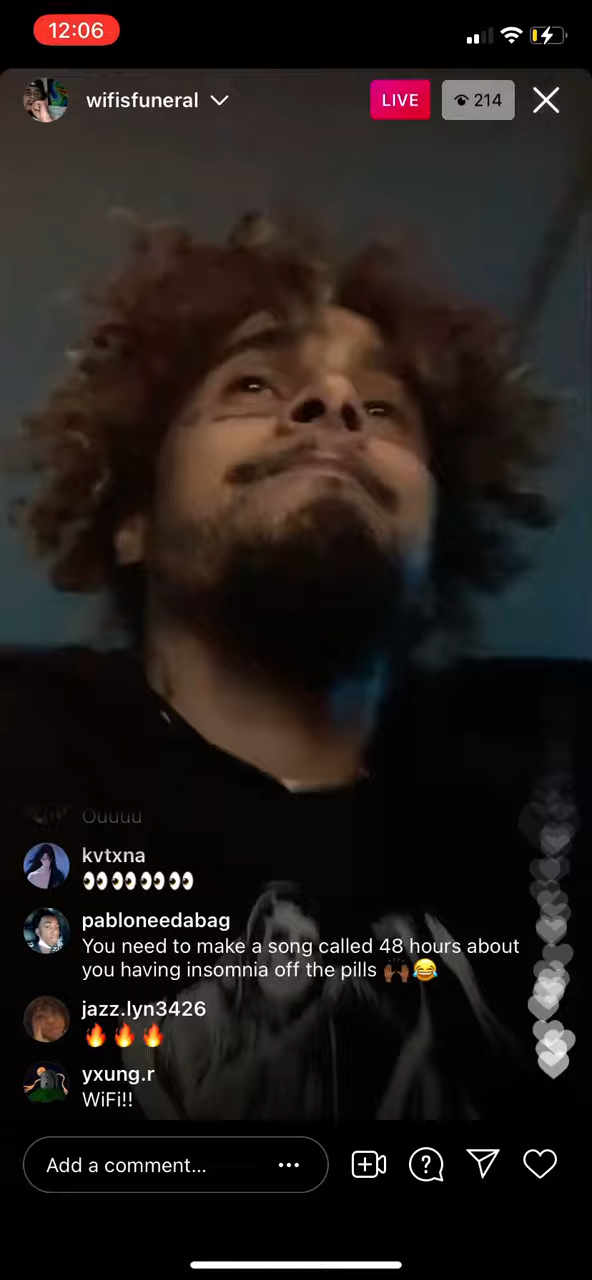 12:06
wifisfuneral
LIVE
214
Ouuuu
kvtxna
👀👀👀👀👀
pabloneedabag
You need to make a song called 48 hours about
you having insomnia off the pills 🙌🏾😂
jazz.lyn3426
🔥🔥🔥
yxung.r
WiFi!!
Add a comment...